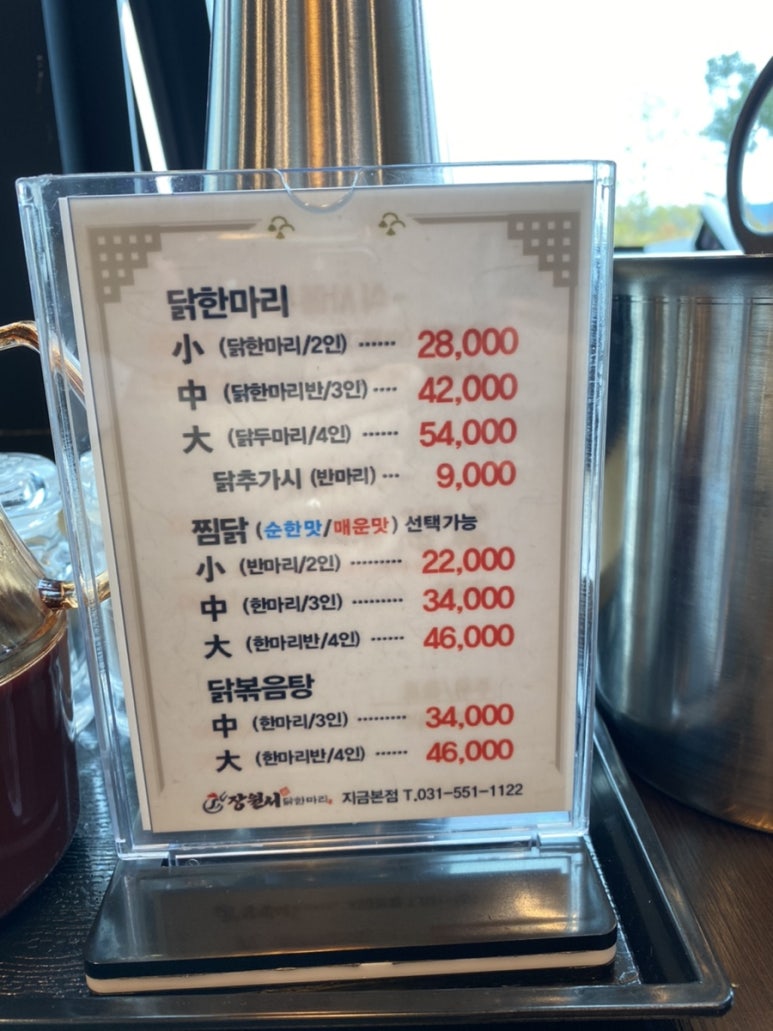 닭한마리
小 (닭한마리/2인) ······ 28,000
中 (닭한마리반/3인) ···· 42,000
大 (닭두마리/4인) ······ 54,000
닭추가시 (반마리) ··· 9,000
찜닭 (순한맛/매운맛) 선택가능
小 (반마리/2인) ········· 22,000
中 (한마리/3인) ········· 34,000
大 (한마리반/4인) ······ 46,000
닭볶음탕
中 (한마리/3인) ········· 34,000
大 (한마리반/4인) ······ 46,000
장원서 닭한마리 지금본점 T.031-551-1122